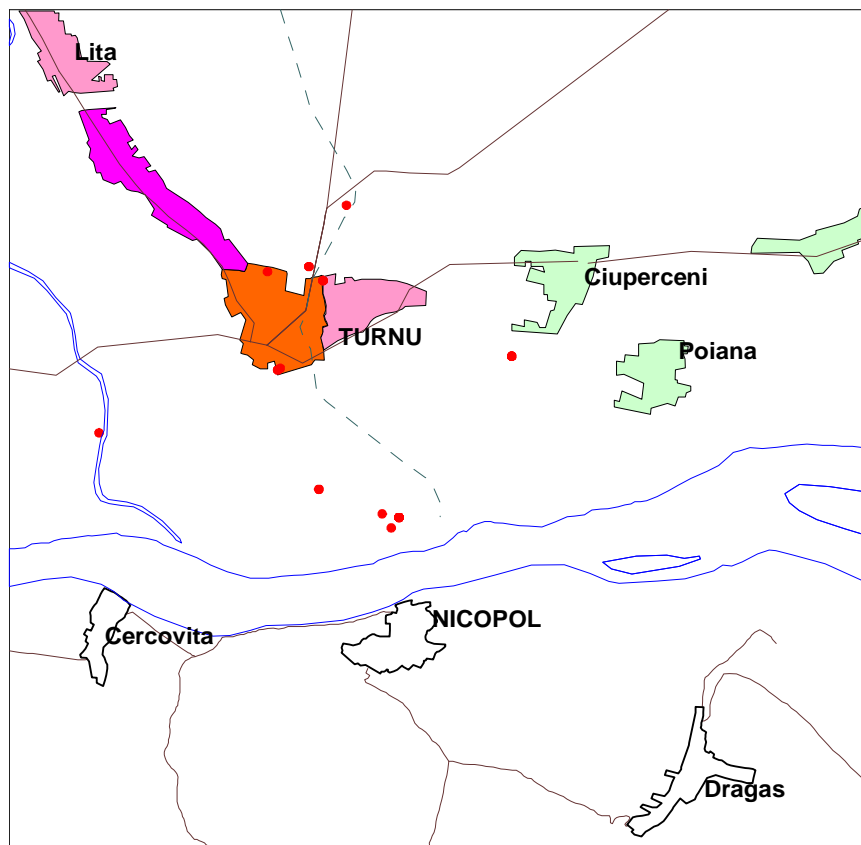 Lita
Ciuperceni
TURNU
Poiana
NICOPOL
Cercovita
Dragas